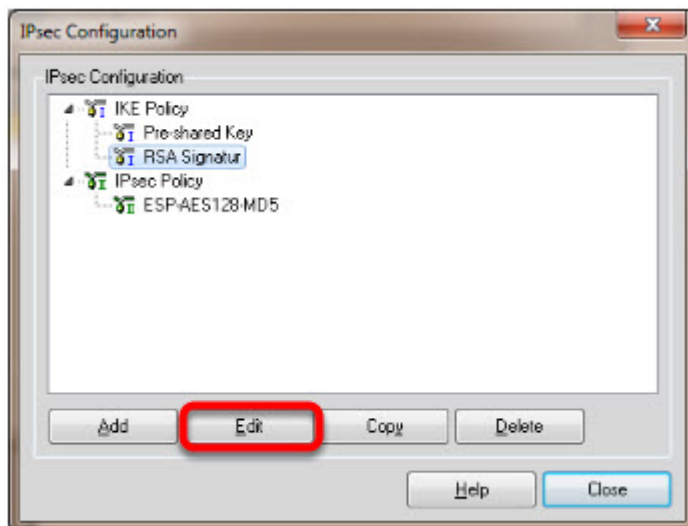 IPsec Configuration
IPsec Configuration
IKE Policy
Pre-shared Key
RSA Signatur
IPsec Policy
ESP-AES128-MD5
Add Edit Copy Delete
Help Close